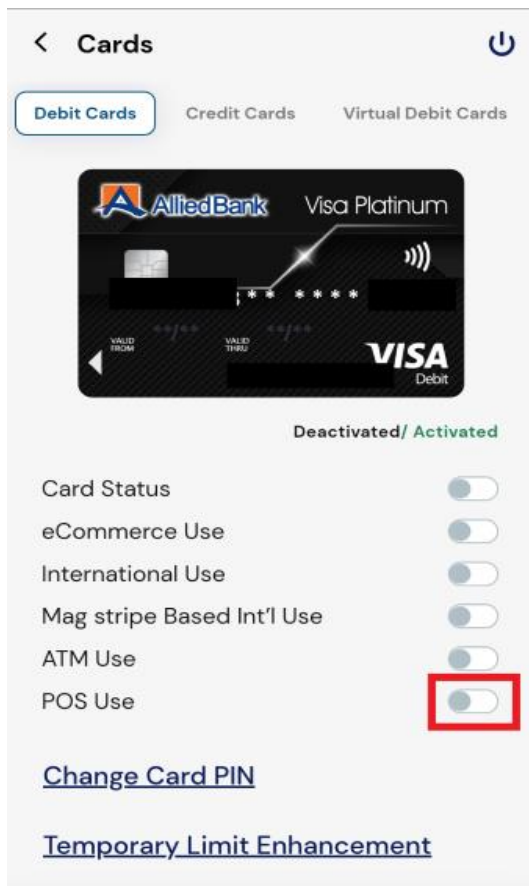 Cards
Debit Cards Credit Cards Virtual Debit Cards
AlliedBank Visa Platinum
** ****
VALID FROM **/** VALID THRU **/**
VISA
Debit
Deactivated/ Activated
Card Status
eCommerce Use
International Use
Mag stripe Based Int'l Use
ATM Use
POS Use
Change Card PIN
Temporary Limit Enhancement